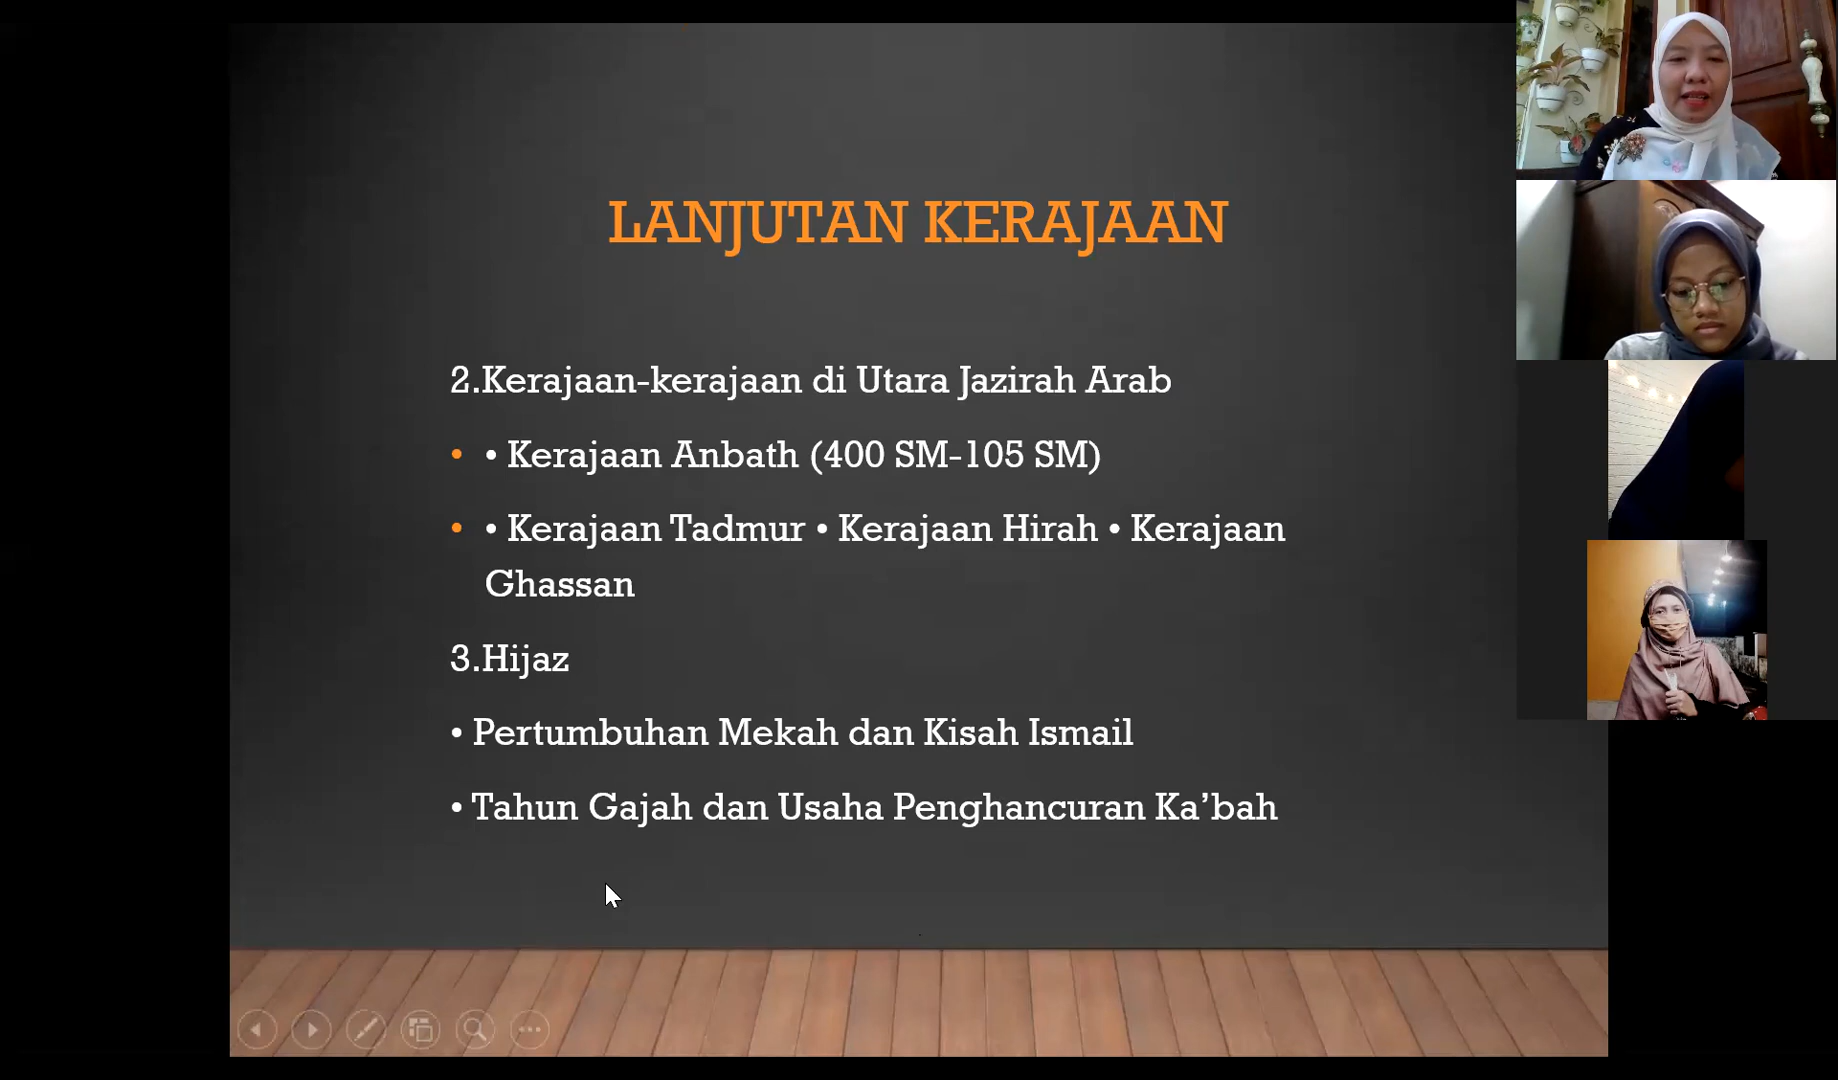 LANJUTAN KERAJAAN
2.Kerajaan-kerajaan di Utara Jazirah Arab
• • Kerajaan Anbath (400 SM-105 SM)
• • Kerajaan Tadmur • Kerajaan Hirah • Kerajaan
Ghassan
3.Hijaz
• Pertumbuhan Mekah dan Kisah Ismail
• Tahun Gajah dan Usaha Penghancuran Ka’bah